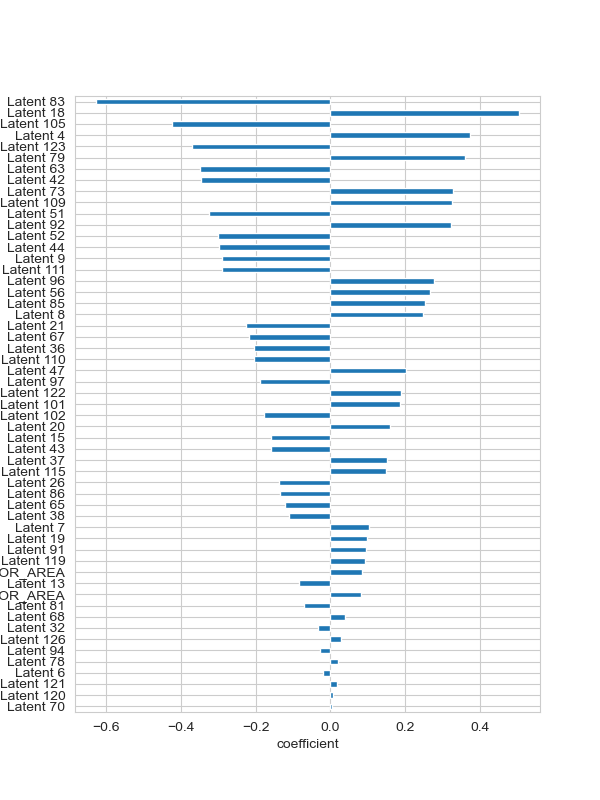 Latent 83
Latent 18
Latent 105
Latent 4
Latent 123
Latent 79
Latent 63
Latent 42
Latent 73
Latent 109
Latent 51
Latent 92
Latent 52
Latent 44
Latent 9
Latent 111
Latent 96
Latent 56
Latent 85
Latent 8
Latent 21
Latent 67
Latent 36
Latent 110
Latent 47
Latent 97
Latent 122
Latent 101
Latent 102
Latent 20
Latent 15
Latent 43
Latent 37
Latent 115
Latent 26
Latent 86
Latent 65
Latent 38
Latent 7
Latent 19
Latent 91
Latent 119
OR_AREA
Latent 13
OR_AREA
Latent 81
Latent 68
Latent 32
Latent 126
Latent 94
Latent 78
Latent 6
Latent 121
Latent 120
Latent 70
−0.6 −0.4 −0.2 0.0 0.2 0.4
coefficient